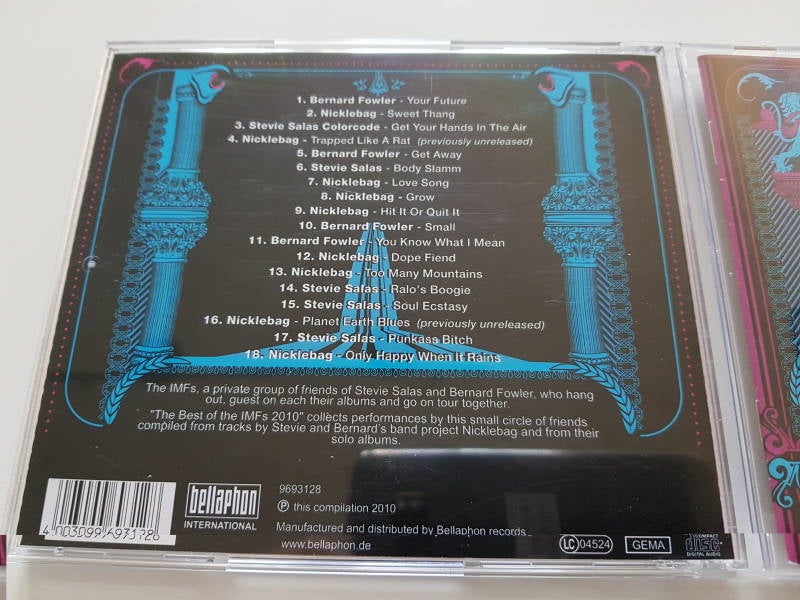 1. Bernard Fowler - Your Future
2. Nicklebag - Sweet Thang
3. Stevie Salas Colorcode - Get Your Hands In The Air
4. Nicklebag - Trapped Like A Rat (previously unreleased)
5. Bernard Fowler - Get Away
6. Stevie Salas - Body Slamm
7. Nicklebag - Love Song
8. Nicklebag - Grow
9. Nicklebag - Hit It Or Quit It
10. Bernard Fowler - Small
11. Bernard Fowler - You Know What I Mean
12. Nicklebag - Dope Fiend
13. Nicklebag - Too Many Mountains
14. Stevie Salas - Ralo's Boogie
15. Stevie Salas - Soul Ecstasy
16. Nicklebag - Planet Earth Blues (previously unreleased)
17. Stevie Salas - Punkass Bitch
18. Nicklebag - Only Happy When It Rains
The IMFs, a private group of friends of Stevie Salas and Bernard Fowler, who hang
out, guest on each their albums and go on tour together.
"The Best of the IMFs 2010" collects performances by this small circle of friends
compiled from tracks by Stevie and Bernard's band project Nicklebag and from their
solo albums.
bellaphon
INTERNATIONAL
9693128
℗ this compilation 2010
Manufactured and distributed by Bellaphon records
www.bellaphon.de
4 003099 693128
LC 04524
GEMA
COMPACT
disc
DIGITAL AUDIO